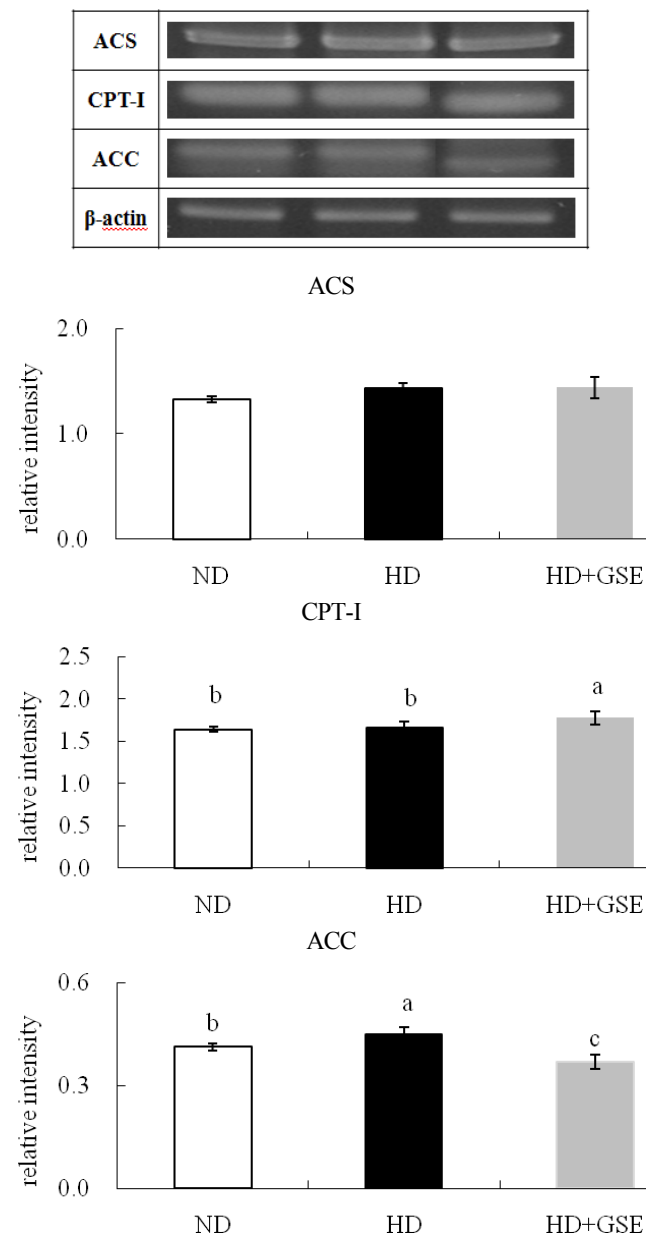 ACS
CPT-I
ACC
β-actin
ACS
2.0
1.0
0.0
relative intensity
ND HD HD+GSE
CPT-I
2.5
2.0
1.5
1.0
0.5
0.0
relative intensity
b b a
ND HD HD+GSE
ACC
0.6
0.3
0.0
relative intensity
b a c
ND HD HD+GSE